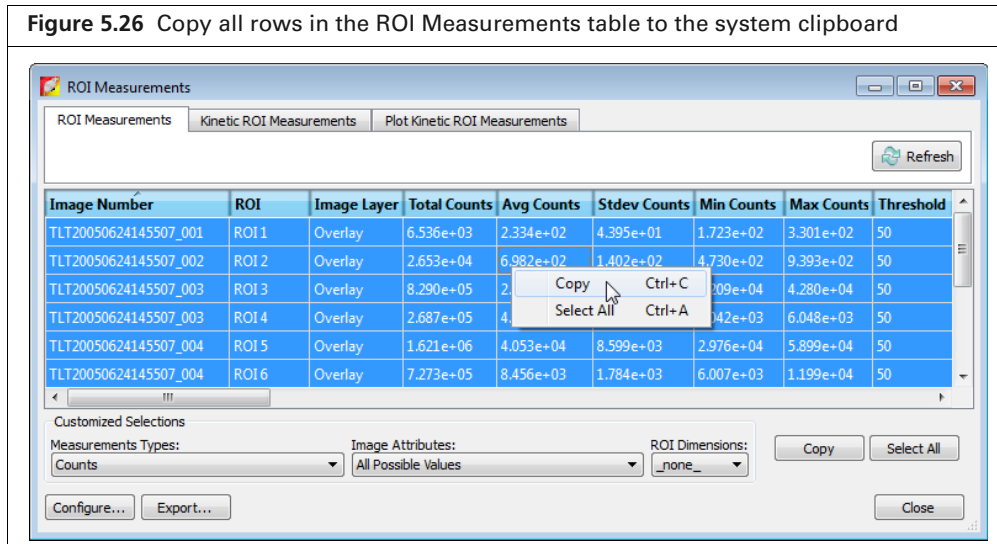 Figure 5.26 Copy all rows in the ROI Measurements table to the system clipboard
ROI Measurements
ROI Measurements Kinetic ROI Measurements Plot Kinetic ROI Measurements
Refresh
Image Number ROI Image Layer Total Counts Avg Counts Stdev Counts Min Counts Max Counts Threshold
TLT20050624145507_001 ROI 1 Overlay 6.536e+03 2.334e+02 4.395e+01 1.723e+02 3.301e+02 50
TLT20050624145507_002 ROI 2 Overlay 2.653e+04 6.982e+02 1.402e+02 4.730e+02 9.393e+02 50
TLT20050624145507_003 ROI 3 Overlay 8.290e+05 4.280e+04 50
Copy Ctrl+C
TLT20050624145507_003 ROI 4 Overlay 2.687e+05 6.048e+03 50
Select All Ctrl+A
TLT20050624145507_004 ROI 5 Overlay 1.621e+06 4.053e+04 8.599e+03 2.976e+04 5.899e+04 50
TLT20050624145507_004 ROI 6 Overlay 7.273e+05 8.456e+03 1.784e+03 6.007e+03 1.199e+04 50
Customized Selections
Measurements Types: Image Attributes: ROI Dimensions:
Counts All Possible Values _none_ Copy Select All
Configure... Export... Close